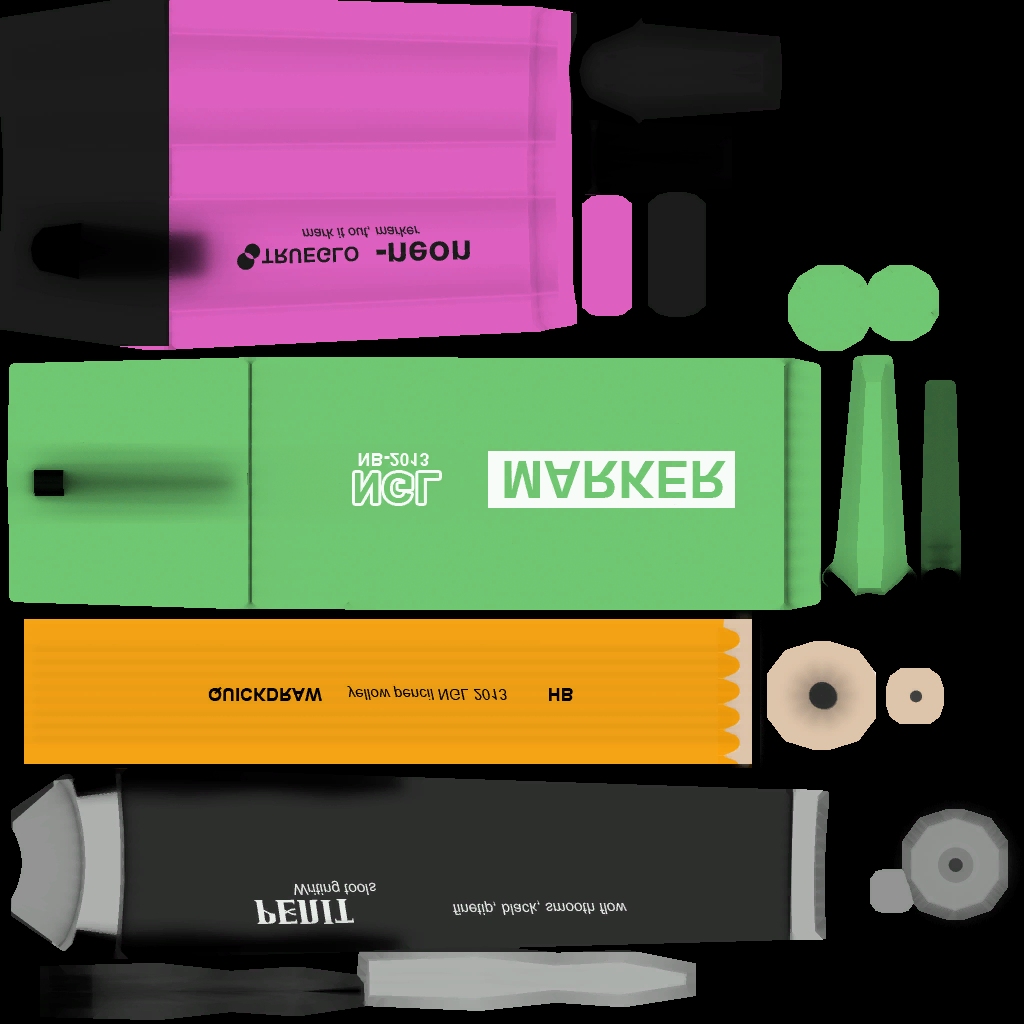 mark it out, marker
TRUEGLO -neon
NB-2013
NGL
MARKER
QUICKDRAW yellow pencil NGL 2013 HB
Writing tools
PENIT
finetip, black, smooth flow